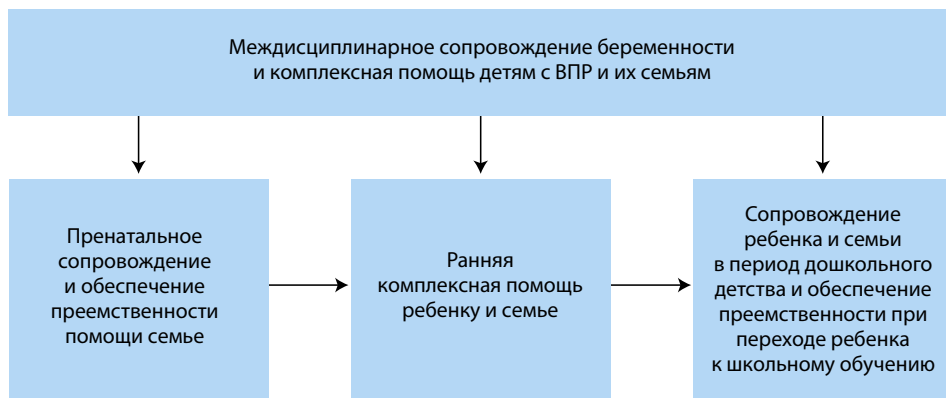 Междисциплинарное сопровождение беременности
и комплексная помощь детям с ВПР и их семьям
Пренатальное
сопровождение
и обеспечение
преемственности
помощи семье
Ранняя
комплексная помощь
ребенку и семье
Сопровождение
ребенка и семьи
в период дошкольного
детства и обеспечение
преемственности при
переходе ребенка
к школьному обучению